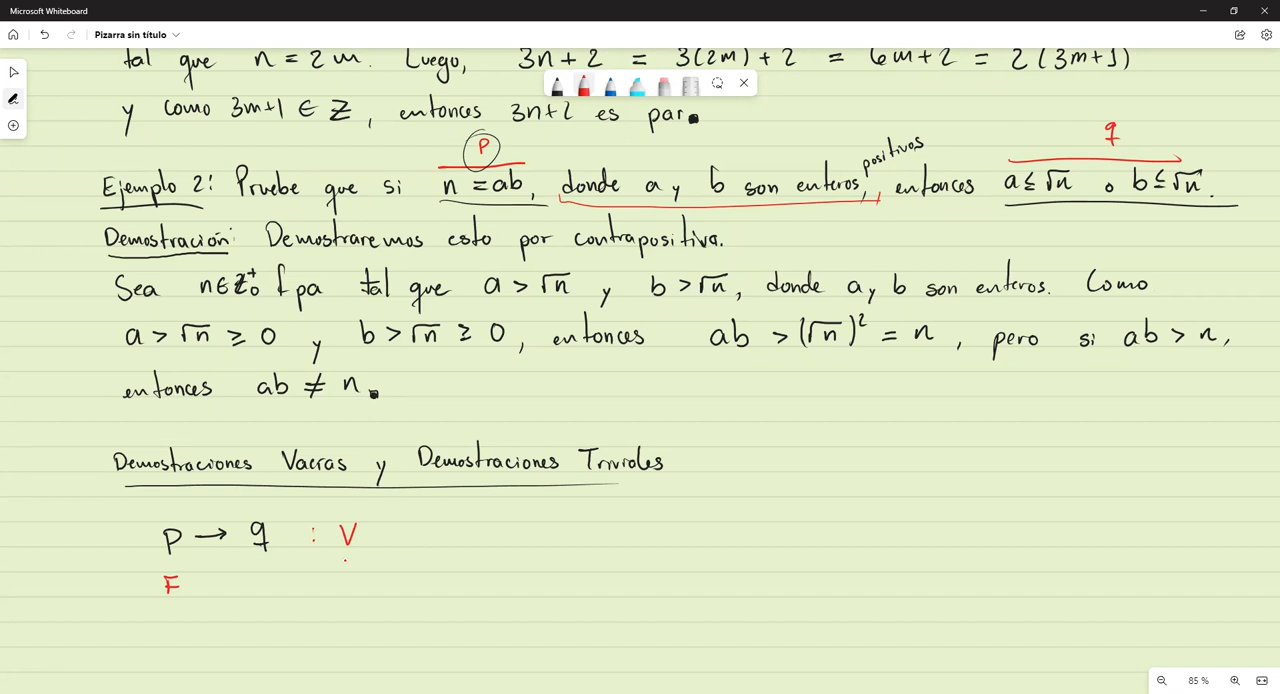 Microsoft Whiteboard
Pizarra sin título
tal que n = 2m. Luego, 3n+2 = 3(2m)+2 = 6m+2 = 2(3m+1)
y como 3m+1 ∈ Z, entonces 3n+2 es par.
P positivos q
Ejemplo 2: Pruebe que si n = ab, donde a y b son enteros, entonces a ≤ √n o b ≤ √n.
Demostración: Demostraremos esto por contrapositiva.
Sea n ∈ Z₀⁺ fpa tal que a > √n y b > √n, donde a y b son enteros. Como
a > √n ≥ 0 y b > √n ≥ 0, entonces ab > (√n)² = n, pero si ab > n,
entonces ab ≠ n.
Demostraciones Vacías y Demostraciones Triviales
P → q : V
F
85 %